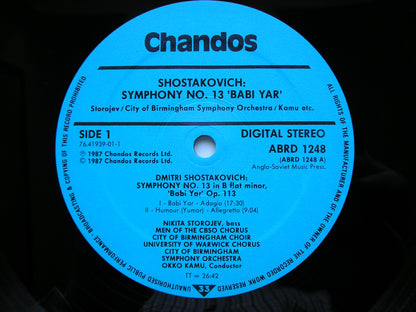 Chandos
SHOSTAKOVICH:
SYMPHONY NO. 13 'BABI YAR'
Storojev/City of Birmingham Symphony Orchestra/Kamu etc.
SIDE 1
76.41939-01-1
℗ 1987 Chandos Records Ltd.
© 1987 Chandos Records Ltd.
DIGITAL STEREO
ABRD 1248
(ABRD 1248 A)
Anglo-Soviet Music Press.
DMITRI SHOSTAKOVICH:
SYMPHONY NO. 13 in B flat minor,
'Babi Yar' Op. 113
I - Babi Yar - Adagio (17:30)
II - Humour (Yumor) - Allegretto (9:04)
NIKITA STOROJEV, bass
MEN OF THE CBSO CHORUS
CITY OF BIRMINGHAM CHOIR
UNIVERSITY OF WARWICK CHORUS
CITY OF BIRMINGHAM
SYMPHONY ORCHESTRA
OKKO KAMU, Conductor
TT = 26:42
33
ALL RIGHTS OF THE MANUFACTURER AND OF THE OWNER OF THE RECORDED WORK RESERVED
UNAUTHORISED PUBLIC PERFORMANCE, BROADCASTING & COPYING OF THIS RECORD PROHIBITED